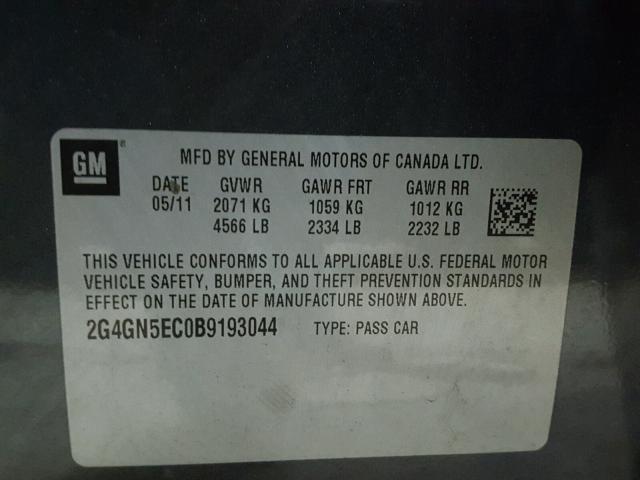 GM
MFD BY GENERAL MOTORS OF CANADA LTD.
DATE GVWR GAWR FRT GAWR RR
05/11 2071 KG 1059 KG 1012 KG
4566 LB 2334 LB 2232 LB
THIS VEHICLE CONFORMS TO ALL APPLICABLE U.S. FEDERAL MOTOR
VEHICLE SAFETY, BUMPER, AND THEFT PREVENTION STANDARDS IN
EFFECT ON THE DATE OF MANUFACTURE SHOWN ABOVE.
2G4GN5EC0B9193044 TYPE: PASS CAR